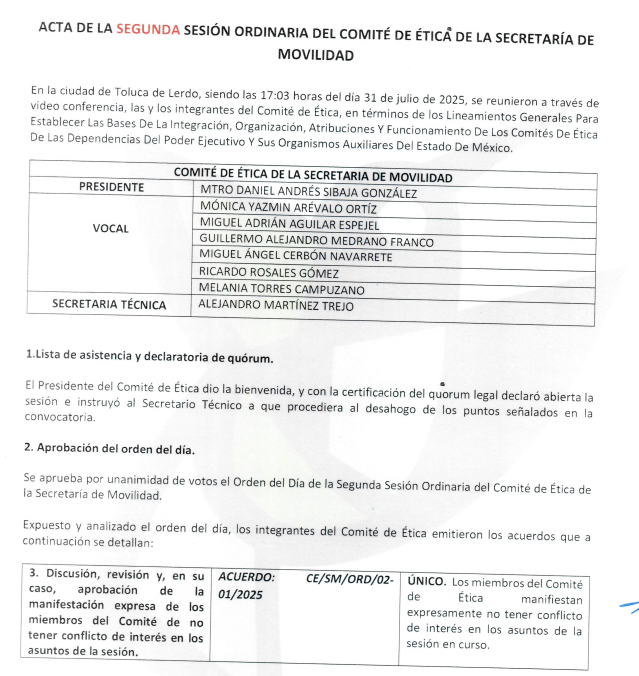 ACTA DE LA SEGUNDA SESIÓN ORDINARIA DEL COMITÉ DE ÉTICA DE LA SECRETARÍA DE
MOVILIDAD
En la ciudad de Toluca de Lerdo, siendo las 17:03 horas del día 31 de julio de 2025, se reunieron a través de
video conferencia, las y los integrantes del Comité de Ética, en términos de los Lineamientos Generales Para
Establecer Las Bases De La Integración, Organización, Atribuciones Y Funcionamiento De Los Comités De Ética
De Las Dependencias Del Poder Ejecutivo Y Sus Organismos Auxiliares Del Estado De México.
COMITÉ DE ÉTICA DE LA SECRETARIA DE MOVILIDAD
PRESIDENTE MTRO DANIEL ANDRÉS SIBAJA GONZÁLEZ
VOCAL MÓNICA YAZMIN ARÉVALO ORTÍZ
MIGUEL ADRIÁN AGUILAR ESPEJEL
GUILLERMO ALEJANDRO MEDRANO FRANCO
MIGUEL ÁNGEL CERBÓN NAVARRETE
RICARDO ROSALES GÓMEZ
MELANIA TORRES CAMPUZANO
SECRETARIA TÉCNICA ALEJANDRO MARTÍNEZ TREJO
1.Lista de asistencia y declaratoria de quórum.
El Presidente del Comité de Ética dio la bienvenida, y con la certificación del quorum legal declaró abierta la
sesión e instruyó al Secretario Técnico a que procediera al desahogo de los puntos señalados en la
convocatoria.
2. Aprobación del orden del día.
Se aprueba por unanimidad de votos el Orden del Día de la Segunda Sesión Ordinaria del Comité de Ética de
la Secretaría de Movilidad.
Expuesto y analizado el orden del día, los integrantes del Comité de Ética emitieron los acuerdos que a
continuación se detallan:
3. Discusión, revisión y, en su
caso, aprobación de la
manifestación expresa de los
miembros del Comité de no
tener conflicto de interés en los
asuntos de la sesión.
ACUERDO: CE/SM/ORD/02-
01/2025
ÚNICO. Los miembros del Comité
de Ética manifiestan
expresamente no tener conflicto
de interés en los asuntos de la
sesión en curso.